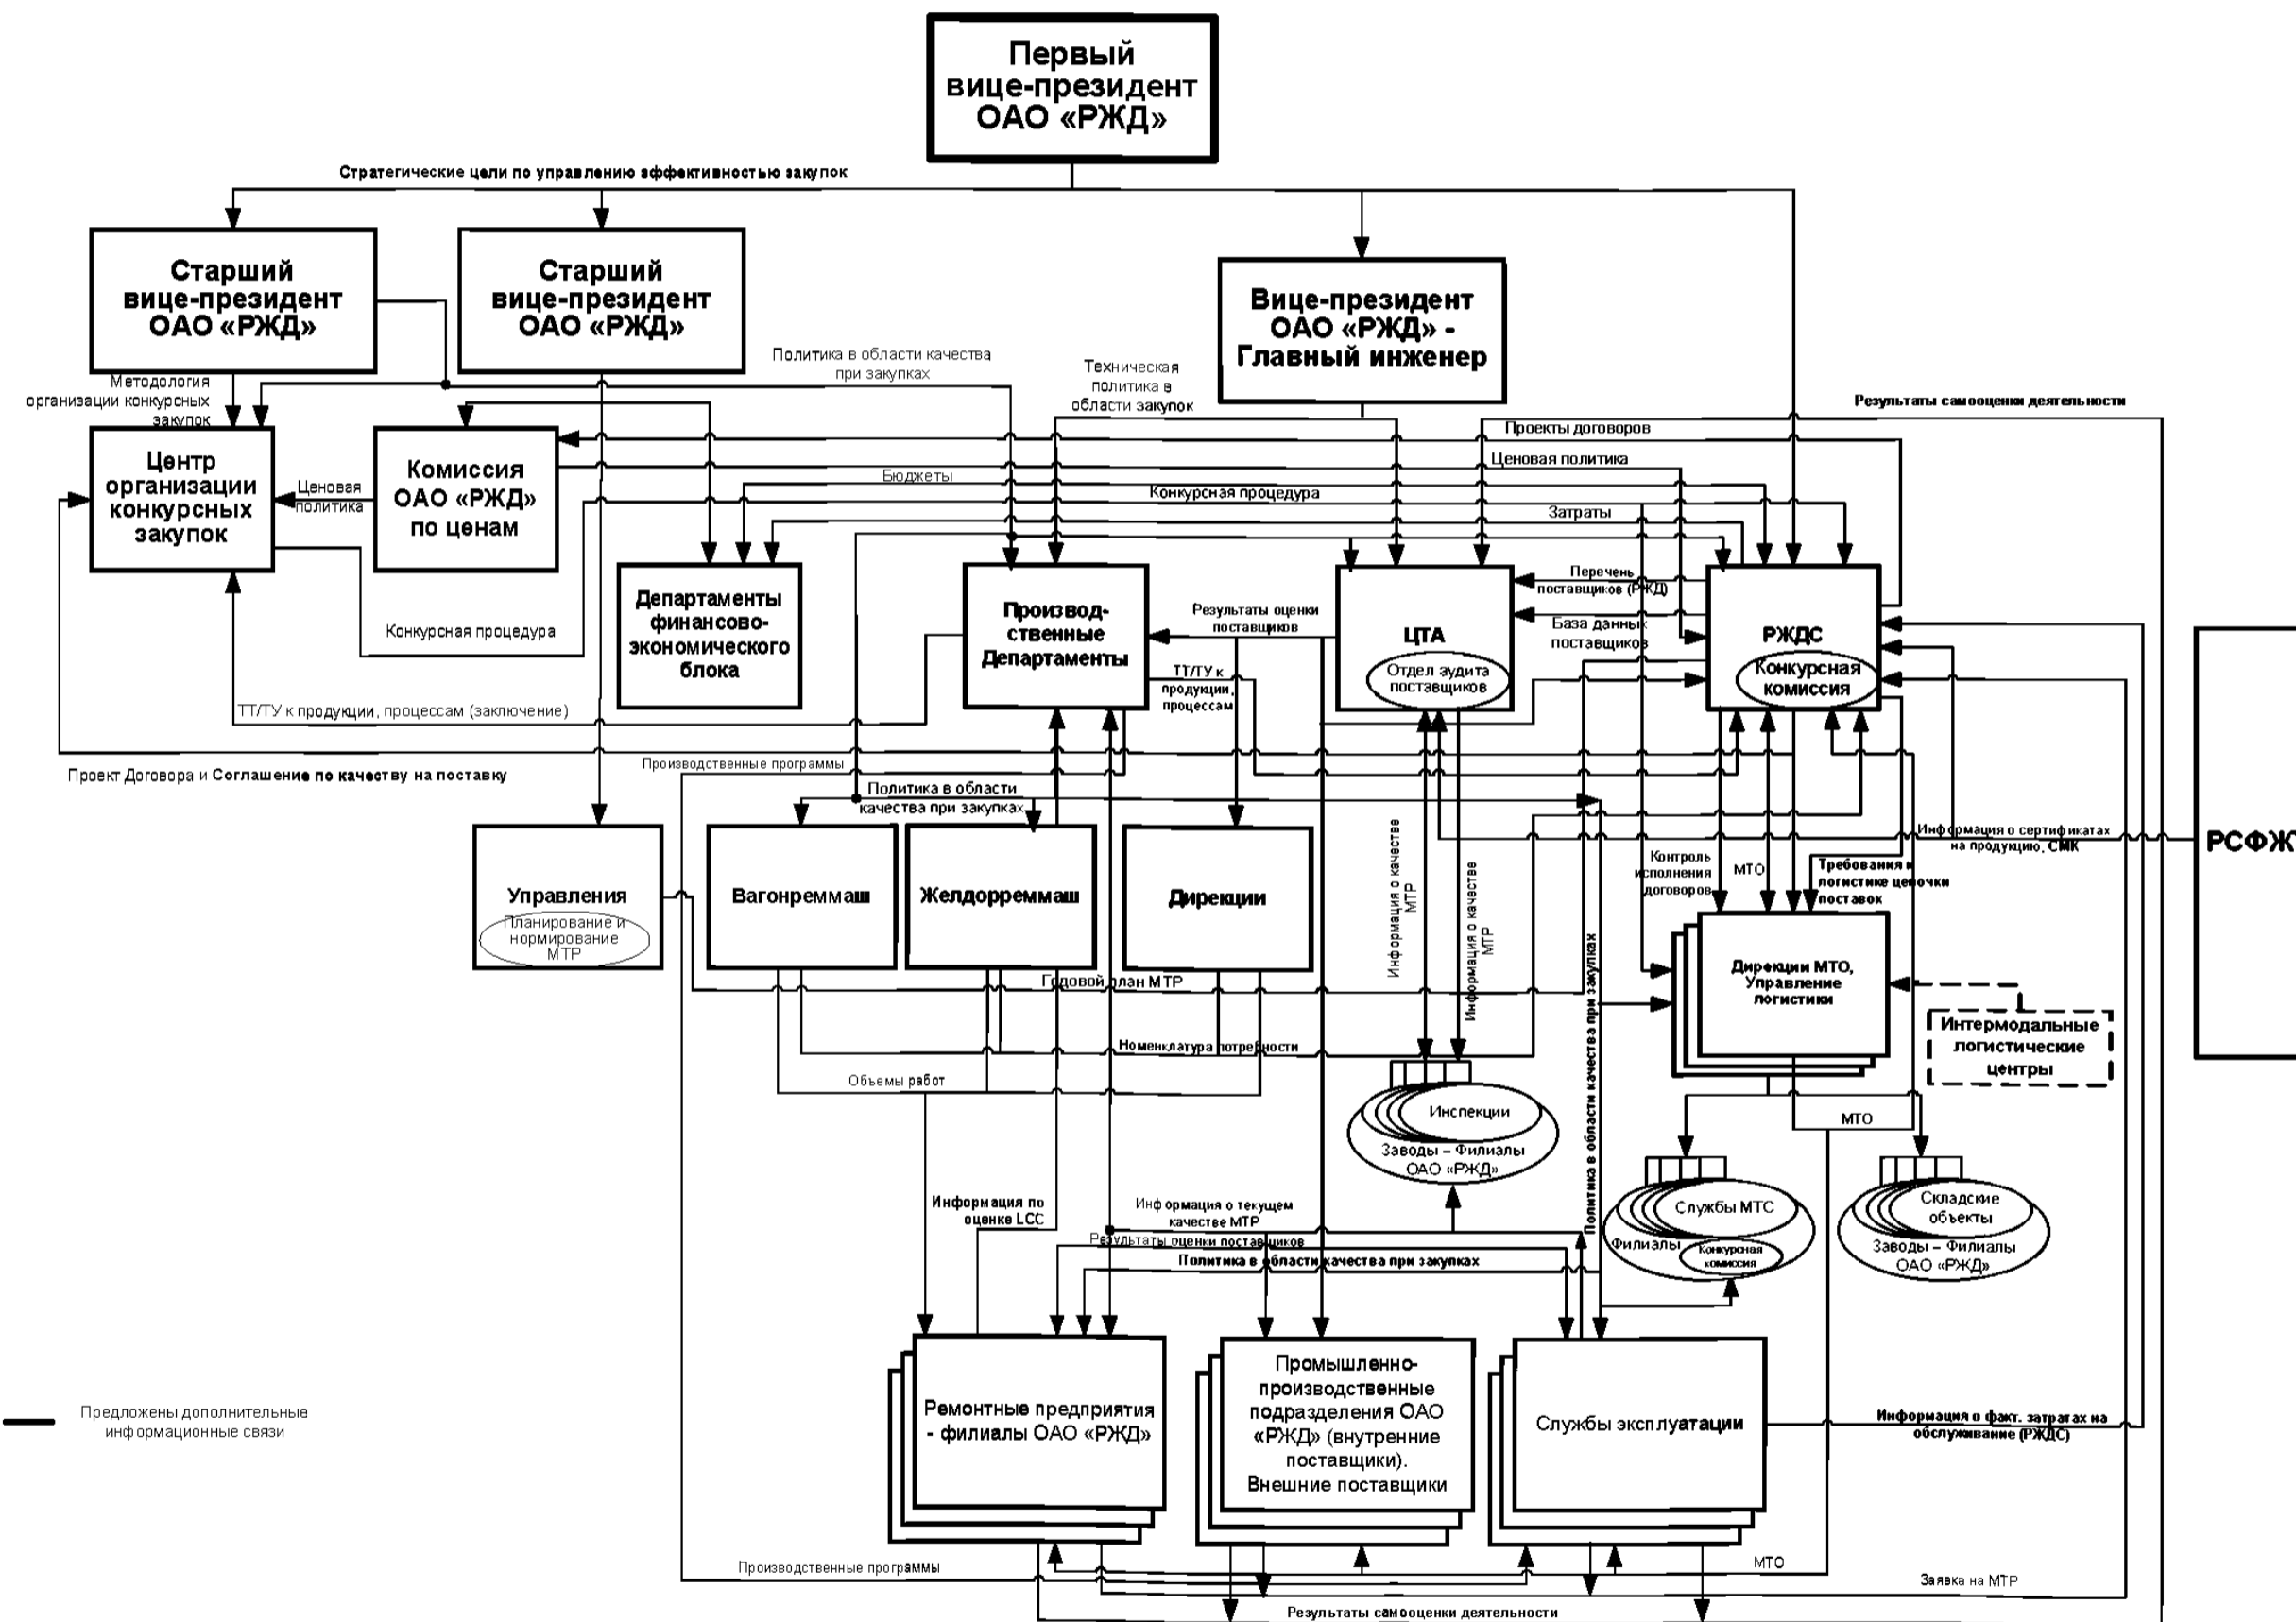 Первый
вице-президент
ОАО «РЖД»
Стратегические цели по управлению эффективностью закупок
Старший
вице-президент
ОАО «РЖД»
Старший
вице-президент
ОАО «РЖД»
Вице-президент
ОАО «РЖД» -
Главный инженер
Методология
организации конкурсных
закупок
Политика в области качества
при закупках
Техническая
политика в
области закупок
Результаты самооценки деятельности
Проекты договоров
Ценовая политика
Бюджеты
Конкурсная процедура
Затраты
Центр
организации
конкурсных
закупок
Ценовая
политика
Комиссия
ОАО «РЖД»
по ценам
Конкурсная процедура
Департаменты
финансово-
экономического
блока
Производ-
ственные
Департаменты
Результаты оценки
поставщиков
ТТ/ТУ к
продукции,
процессам
ЦТА
Отдел аудита
поставщиков
Перечень
поставщиков (РЖД)
База данных
поставщиков
РЖДС
Конкурсная
комиссия
РСФЖТ
ТТ/ТУ к продукции, процессам (заключение)
Проект Договора и Соглашение по качеству на поставку
Производственные программы
Политика в области
качества при закупках
Управления
Планирование и
нормирование
МТР
Вагонреммаш
Желдорреммаш
Дирекции
Информация о качестве
МТР
Информация о качестве
МТР
Контроль
исполнения
договоров
МТО
Требования к
логистике цепочки
поставок
Информация о сертификатах
на продукцию, СМК
Годовой план МТР
Номенклатура потребности
Объемы работ
Политика в области качества при закупках
Дирекции МТО,
Управление
логистики
Интермодальные
логистические
центры
МТО
Инспекции
Заводы – Филиалы
ОАО «РЖД»
Службы МТС
Филиалы
Конкурсная
комиссия
Складские
объекты
Заводы – Филиалы
ОАО «РЖД»
Информация по
оценке LCC
Информация о текущем
качестве МТР
Результаты оценки поставщиков
Политика в области качества при закупках
Ремонтные предприятия
- филиалы ОАО «РЖД»
Промышленно-
производственные
подразделения ОАО
«РЖД» (внутренние
поставщики).
Внешние поставщики
Службы эксплуатации
Информация о факт. затратах на
обслуживание (РЖДС)
Предложены дополнительные
информационные связи
Производственные программы
МТО
Заявка на МТР
Результаты самооценки деятельности